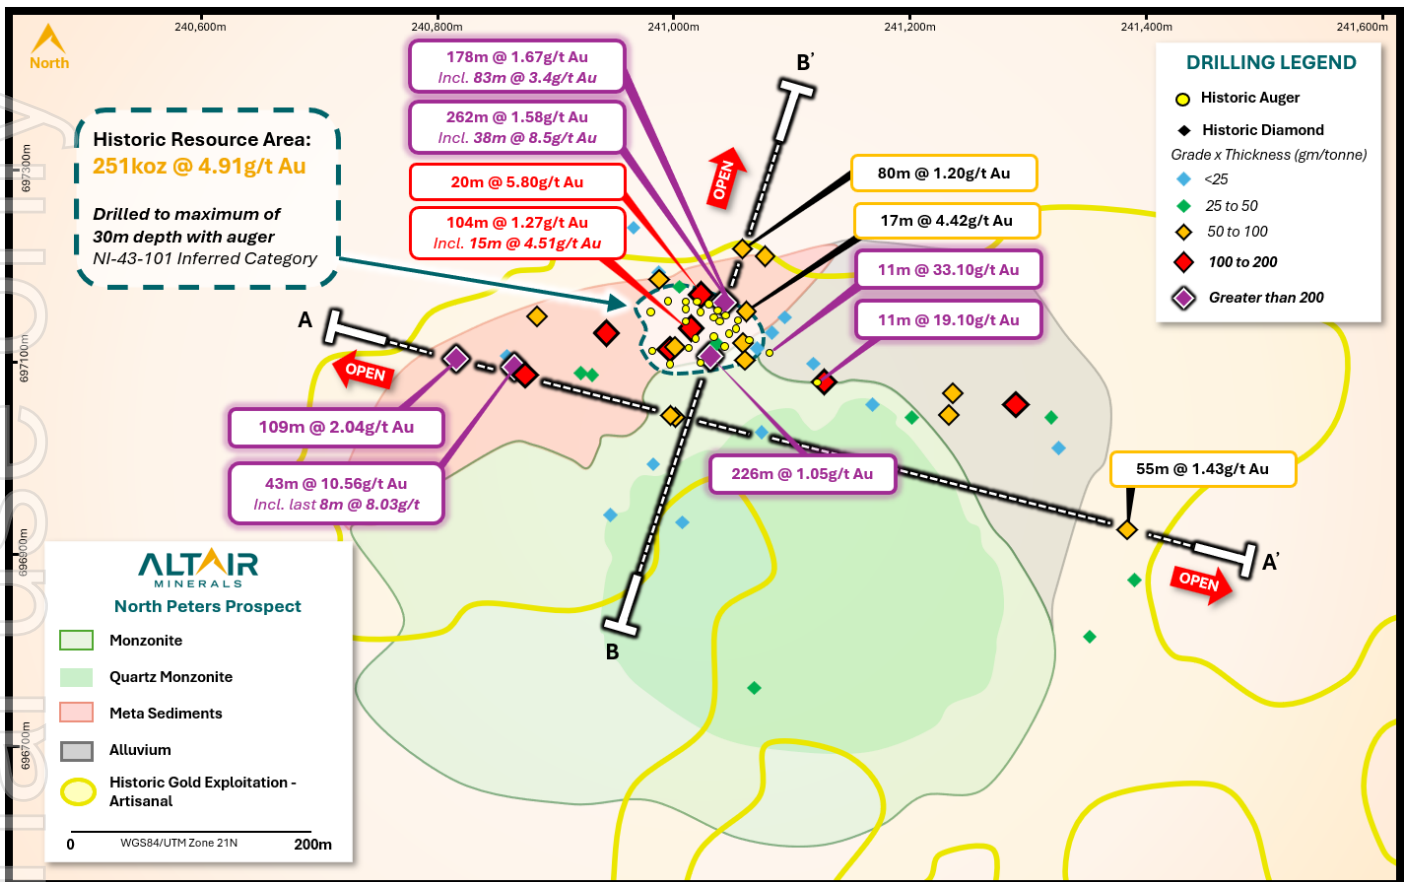 240,600m
240,800m
241,000m
241,200m
241,400m
241,600m
North
697300m
697100m
696900m
696700m
Historic Resource Area:
251koz @ 4.91g/t Au
Drilled to maximum of
30m depth with auger
NI-43-101 Inferred Category
178m @ 1.67g/t Au
Incl. 83m @ 3.4g/t Au
262m @ 1.58g/t Au
Incl. 38m @ 8.5g/t Au
20m @ 5.80g/t Au
104m @ 1.27g/t Au
Incl. 15m @ 4.51g/t Au
B'
OPEN
80m @ 1.20g/t Au
17m @ 4.42g/t Au
11m @ 33.10g/t Au
11m @ 19.10g/t Au
DRILLING LEGEND
Historic Auger
Historic Diamond
Grade x Thickness (gm/tonne)
<25
25 to 50
50 to 100
100 to 200
Greater than 200
A
OPEN
109m @ 2.04g/t Au
43m @ 10.56g/t Au
Incl. last 8m @ 8.03g/t
226m @ 1.05g/t Au
55m @ 1.43g/t Au
A'
OPEN
B
ALTAIR
MINERALS
North Peters Prospect
Monzonite
Quartz Monzonite
Meta Sediments
Alluvium
Historic Gold Exploitation -
Artisanal
0
WGS84/UTM Zone 21N
200m